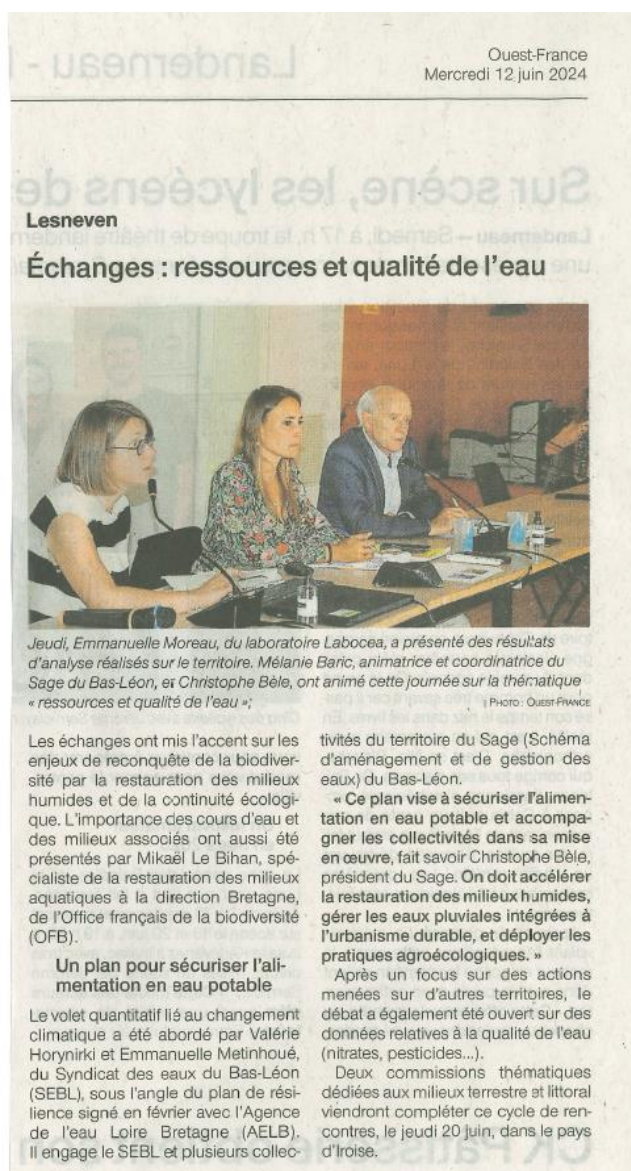 Ouest-France
Mercredi 12 juin 2024
Lesneven
Échanges : ressources et qualité de l'eau
Jeudi, Emmanuelle Moreau, du laboratoire Labocea, a présenté des résultats
d'analyse réalisés sur le territoire. Mélanie Baric, animatrice et coordinatrice du
Sage du Bas-Léon, et Christophe Bèle, ont animé cette journée sur la thématique
« ressources et qualité de l'eau »;
| PHOTO : OUEST-FRANCE
Les échanges ont mis l'accent sur les
enjeux de reconquête de la biodiver-
sité par la restauration des milieux
humides et de la continuité écologi-
que. L'importance des cours d'eau et
des milieux associés ont aussi été
présentés par Mikaël Le Bihan, spé-
cialiste de la restauration des milieux
aquatiques à la direction Bretagne,
de l'Office français de la biodiversité
(OFB).
Un plan pour sécuriser l'ali-
mentation en eau potable
Le volet quantitatif lié au changement
climatique a été abordé par Valérie
Horynirki et Emmanuelle Metinhoué,
du Syndicat des eaux du Bas-Léon
(SEBL), sous l'angle du plan de rési-
lience signé en février avec l'Agence
de l'eau Loire Bretagne (AELB).
Il engage le SEBL et plusieurs collec-
tivités du territoire du Sage (Schéma
d'aménagement et de gestion des
eaux) du Bas-Léon.
« Ce plan vise à sécuriser l'alimen-
tation en eau potable et accompa-
gner les collectivités dans sa mise
en œuvre, fait savoir Christophe Bèle,
président du Sage. On doit accélérer
la restauration des milieux humides,
gérer les eaux pluviales intégrées à
l'urbanisme durable, et déployer les
pratiques agroécologiques. »
Après un focus sur des actions
menées sur d'autres territoires, le
débat a également été ouvert sur des
données relatives à la qualité de l'eau
(nitrates, pesticides...).
Deux commissions thématiques
dédiées aux milieux terrestre et littoral
viendront compléter ce cycle de ren-
contres, le jeudi 20 juin, dans le pays
d'Iroise.